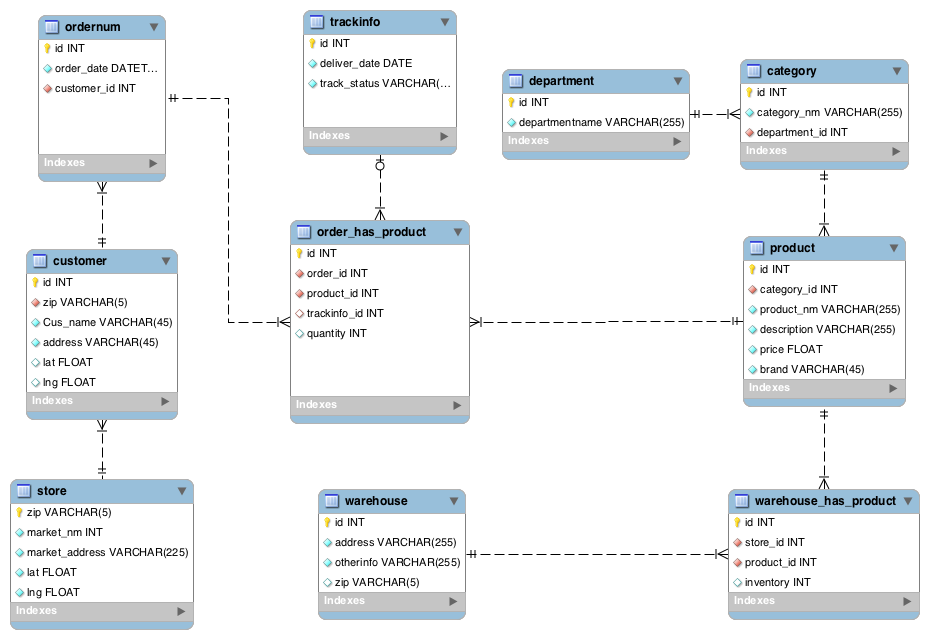 ordernum
id INT
order_date DATET...
customer_id INT
Indexes
trackinfo
id INT
deliver_date DATE
track_status VARCHAR(...
Indexes
department
id INT
departmentname VARCHAR(255)
Indexes
category
id INT
category_nm VARCHAR(255)
department_id INT
Indexes
customer
id INT
zip VARCHAR(5)
Cus_name VARCHAR(45)
address VARCHAR(45)
lat FLOAT
lng FLOAT
Indexes
order_has_product
id INT
order_id INT
product_id INT
trackinfo_id INT
quantity INT
Indexes
product
id INT
category_id INT
product_nm VARCHAR(255)
description VARCHAR(255)
price FLOAT
brand VARCHAR(45)
Indexes
store
zip VARCHAR(5)
market_nm INT
market_address VARCHAR(225)
lat FLOAT
lng FLOAT
Indexes
warehouse
id INT
address VARCHAR(255)
otherinfo VARCHAR(255)
zip VARCHAR(5)
Indexes
warehouse_has_product
id INT
store_id INT
product_id INT
inventory INT
Indexes